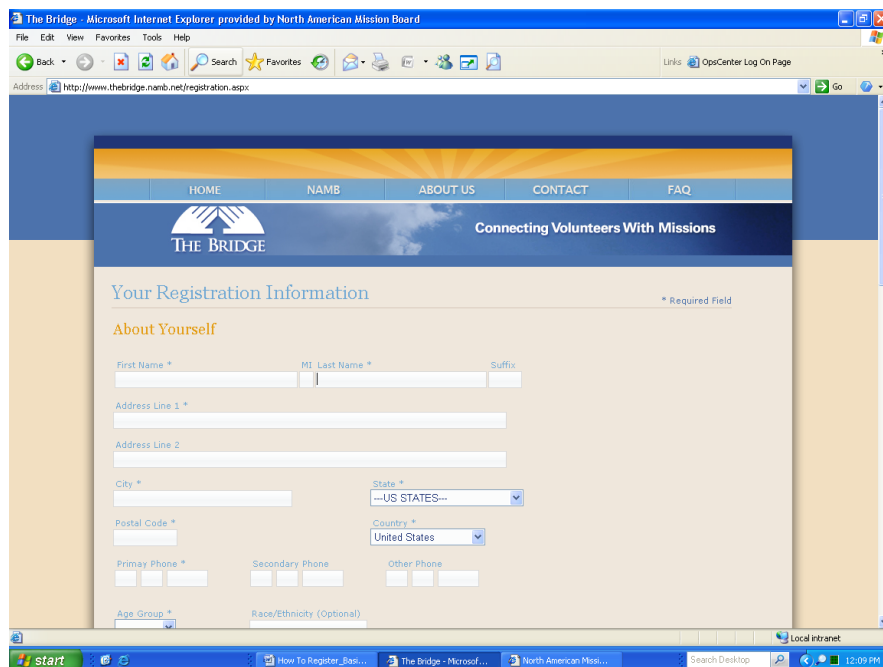 The Bridge - Microsoft Internet Explorer provided by North American Mission Board
File Edit View Favorites Tools Help
Back Search Favorites Links OpsCenter Log On Page
Address http://www.thebridge.namb.net/registration.aspx Go
HOME NAMB ABOUT US CONTACT FAQ
THE BRIDGE
Connecting Volunteers With Missions
Your Registration Information
* Required Field
About Yourself
First Name * MI Last Name * Suffix
Address Line 1 *
Address Line 2
City * State *
---US STATES---
Postal Code * Country *
United States
Primay Phone * Secondary Phone Other Phone
Age Group * Race/Ethnicity (Optional)
Local intranet
start How To Register_Basi... The Bridge - Microsof... North American Missi... Search Desktop 12:09 PM